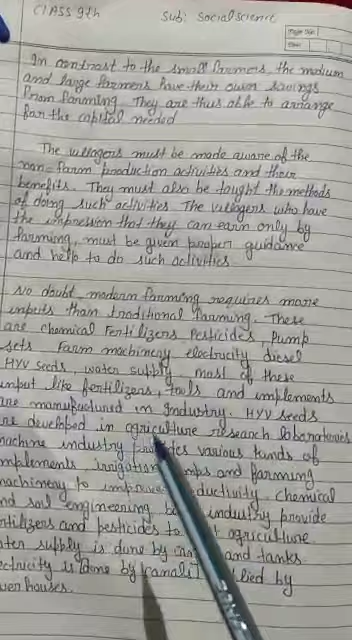 CLASS 9th Sub: Social science
Page No.
Date
In contrast to the small farmers, the medium
and large farmers have their own savings
from farming. They are thus able to arrange
for the capital needed
The villagers must be made aware of the
non-farm production activities and their
benefits. They must also be taught the methods
of doing such activities. The villagers who have
the impression that they can earn only by
farming, must be given proper guidance
and help to do such activities
No doubt, modern farming requires more
inputs than traditional farming. These
are chemical Fertilizers, Pesticides, Pump
sets, Farm machinery electricity diesel
HYV seeds, water supply, most of these
input like fertilizers, tools and implements
are manufactured in Industry. HYV seeds
are developed in agriculture research
machine industry various kinds of
implements irrigation and farming
machinery to chemical
and soil engineering industry provide
fertilizers and pesticides to agriculture
water supply is done by and tanks
electricity is done by
power houses.